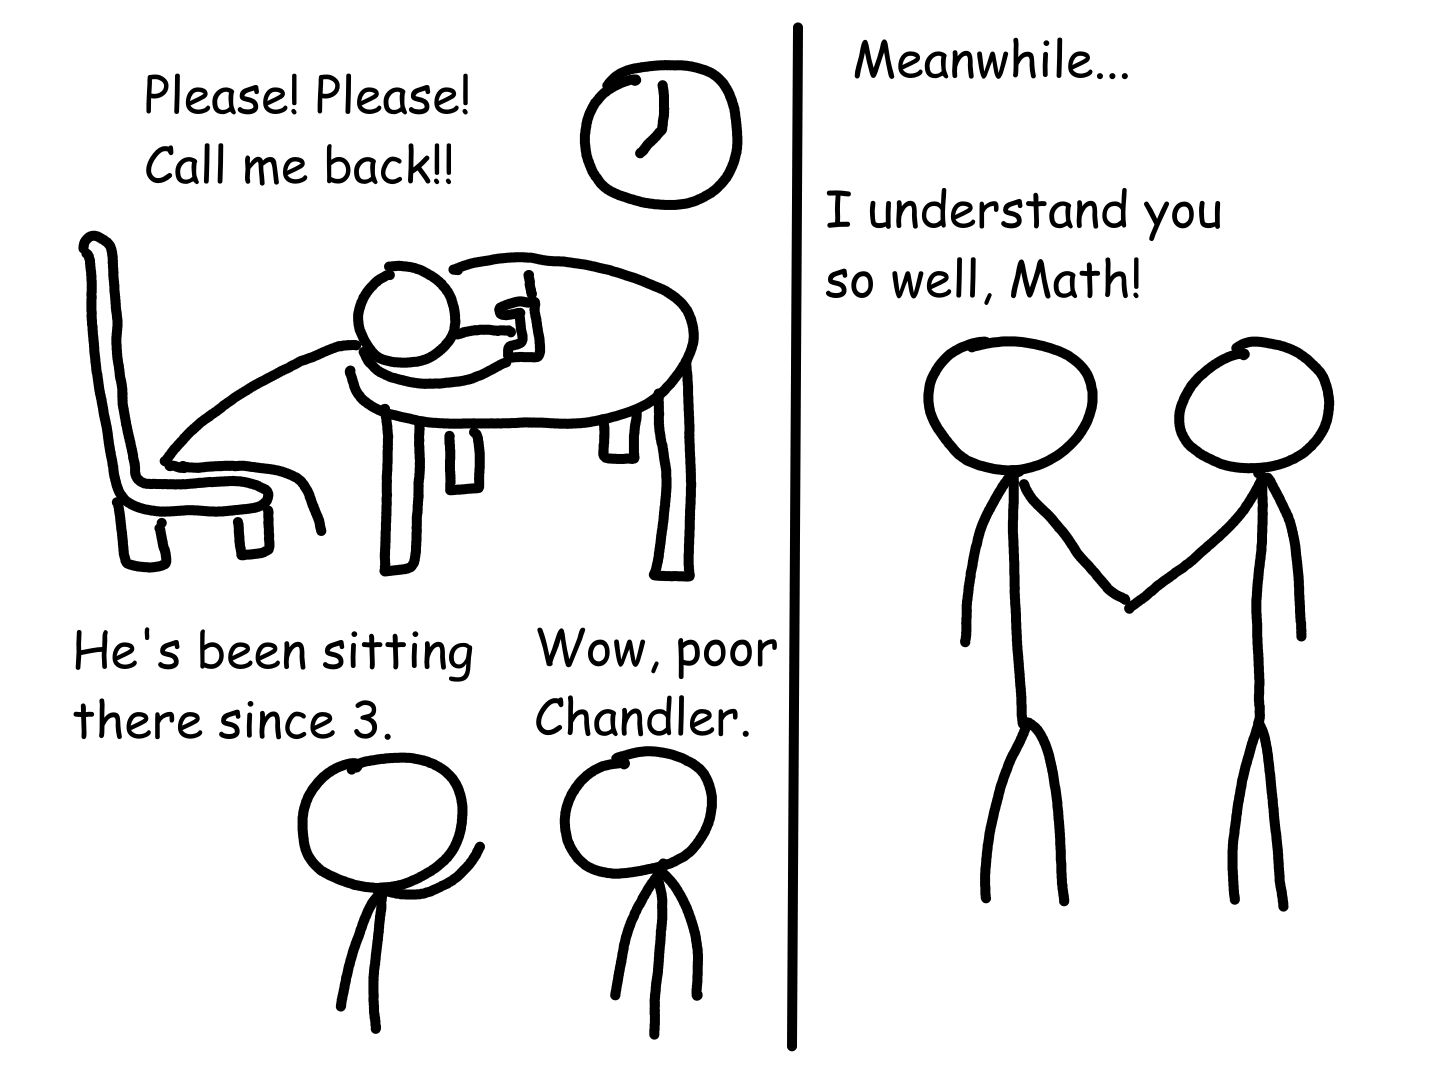 Please! Please!
Call me back!!
He's been sitting
there since 3.
Wow, poor
Chandler.
Meanwhile...
I understand you
so well, Math!